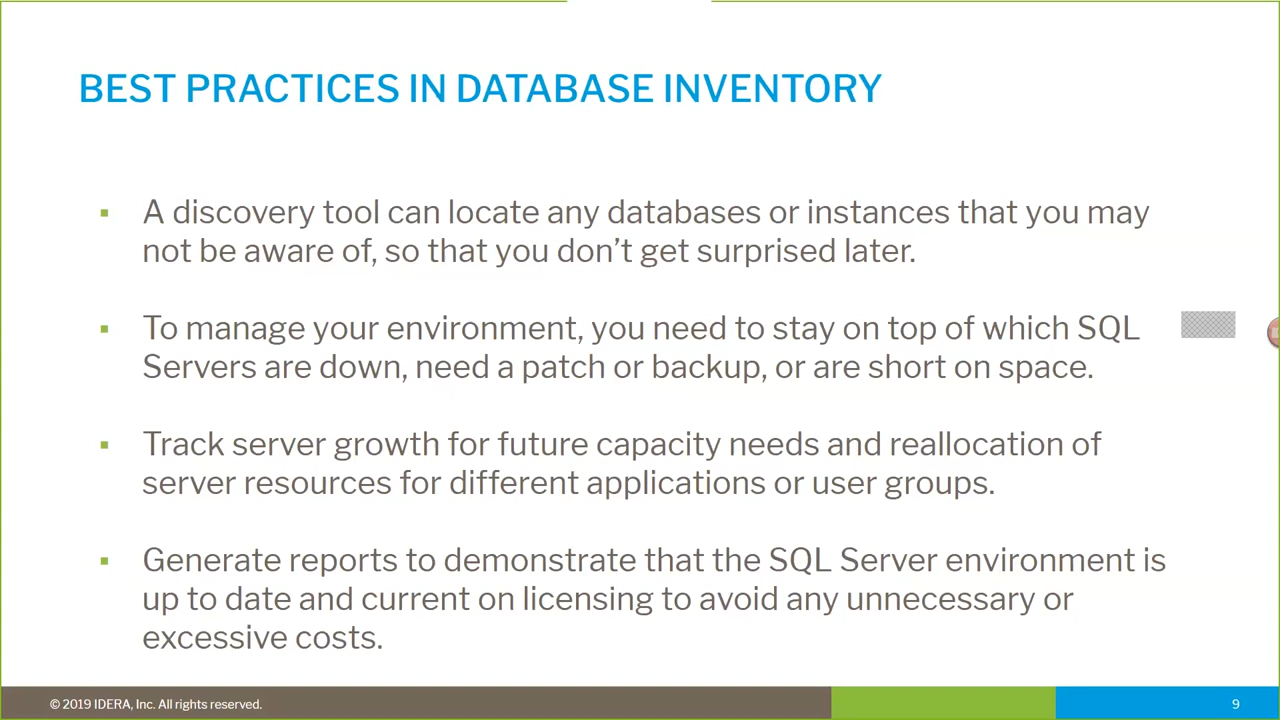 BEST PRACTICES IN DATABASE INVENTORY
▪ A discovery tool can locate any databases or instances that you may
not be aware of, so that you don’t get surprised later.
▪ To manage your environment, you need to stay on top of which SQL
Servers are down, need a patch or backup, or are short on space.
▪ Track server growth for future capacity needs and reallocation of
server resources for different applications or user groups.
▪ Generate reports to demonstrate that the SQL Server environment is
up to date and current on licensing to avoid any unnecessary or
excessive costs.
© 2019 IDERA, Inc. All rights reserved.
9